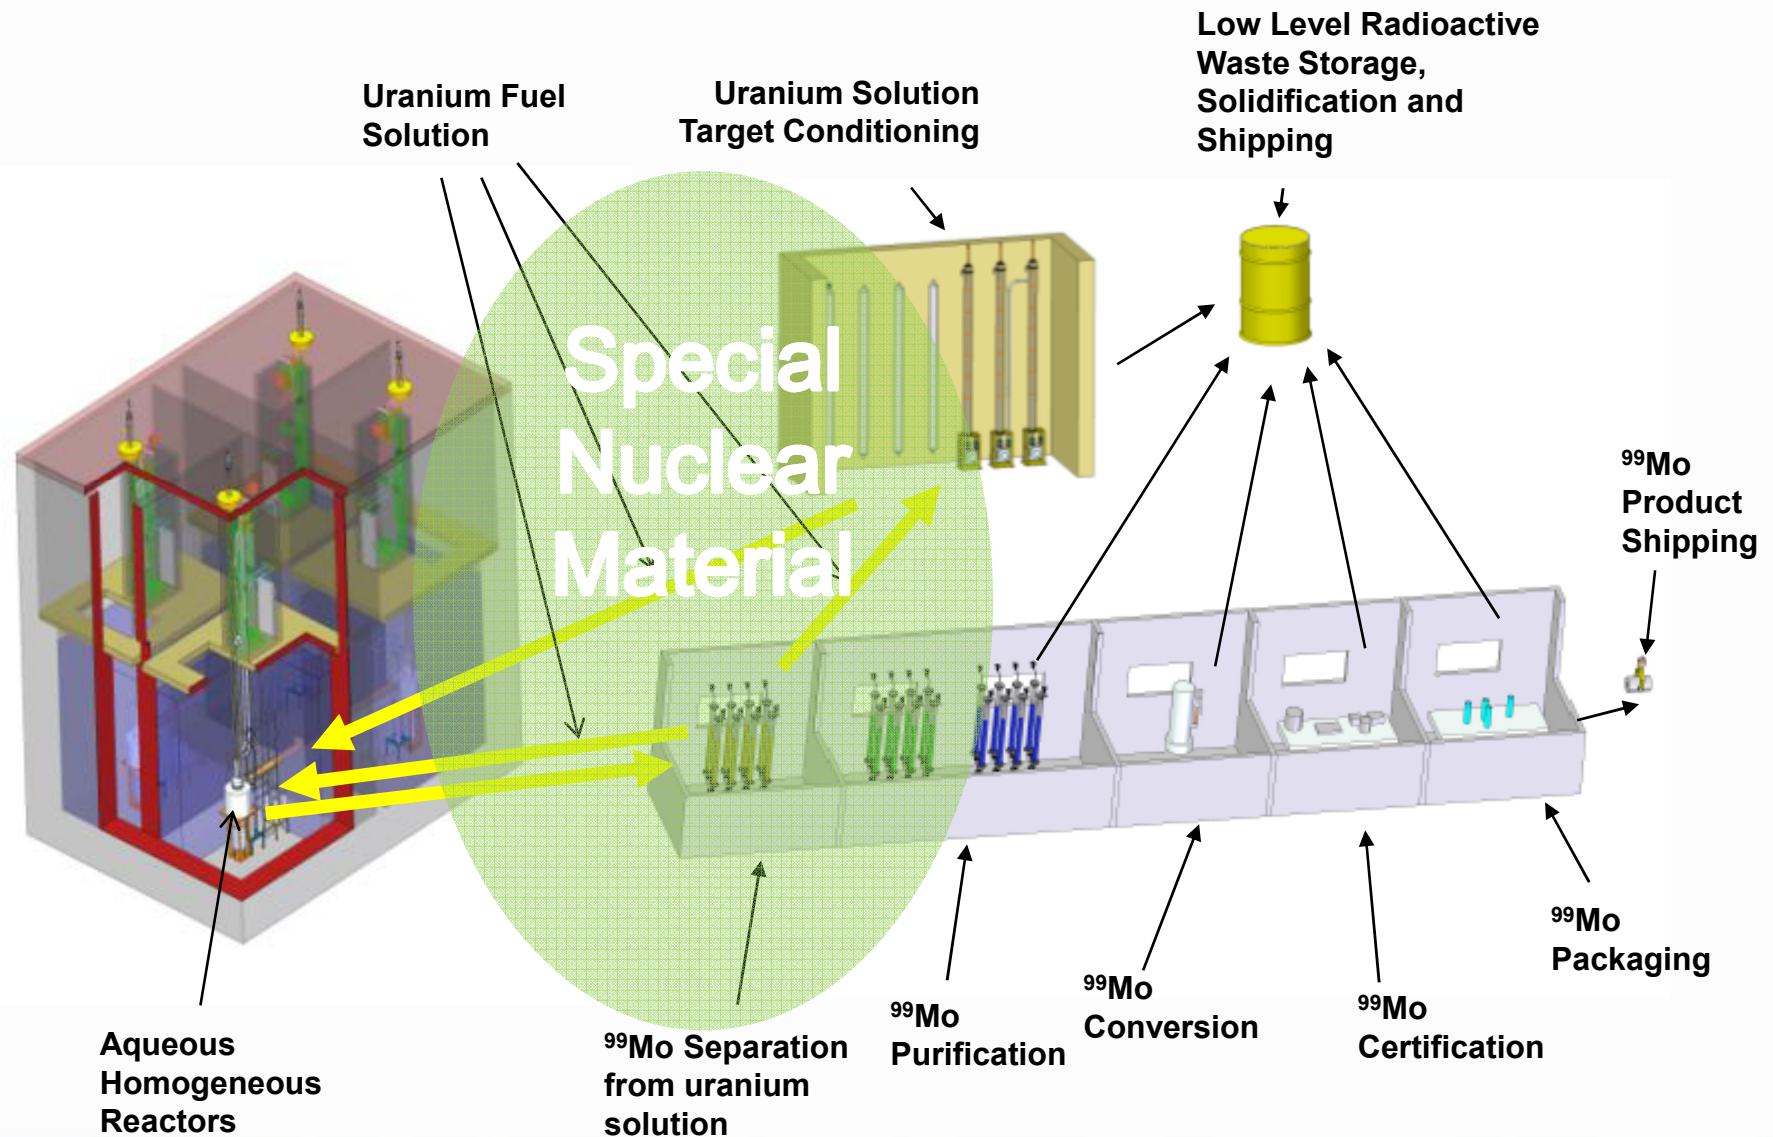 Low Level Radioactive
Waste Storage,
Solidification and
Shipping
Uranium Fuel
Solution
Uranium Solution
Target Conditioning
Special
Nuclear
Material
⁹⁹Mo
Product
Shipping
⁹⁹Mo
Packaging
⁹⁹Mo
Conversion
⁹⁹Mo
Certification
⁹⁹Mo
Purification
⁹⁹Mo Separation
from uranium
solution
Aqueous
Homogeneous
Reactors